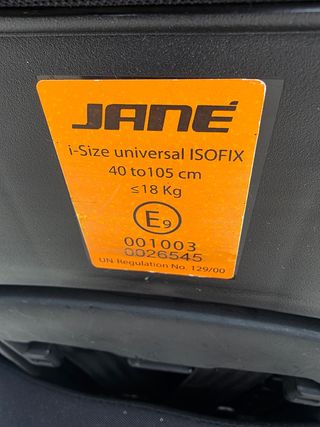 JANÉ
i-Size universal ISOFIX
40 to105 cm
≤18 Kg
E9
001003
0026545
UN Regulation No. 129/00